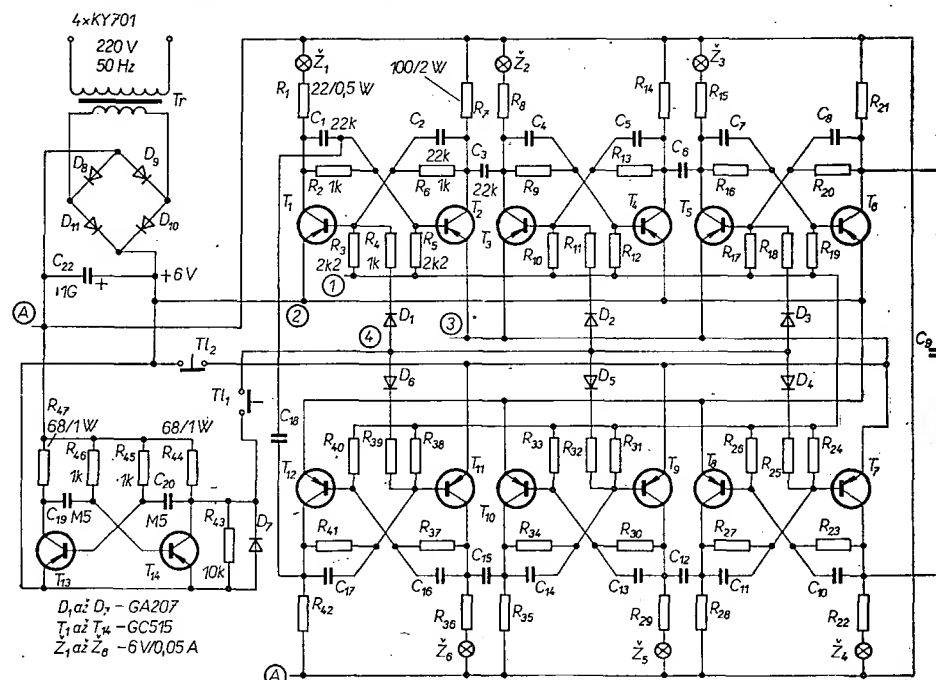 4×KY701
220 V
50 Hz
Tr
D₈
D₉
D₁₁
D₁₀
C₂₂
1G
+
+6V
A
Ž₁
R₁
22/0,5 W
C₁
22k
R₂ 1k
T₁
R₃
2k2
R₄
1k
R₅
2k2
C₂
22k
R₆
1k
100/2 W
R₇
C₃
22k
T₂
Ž₂
R₈
C₄
R₉
T₃
R₁₀
R₁₁
R₁₂
C₅
R₁₃
R₁₄
T₄
C₆
Ž₃
R₁₅
C₇
R₁₆
T₅
R₁₇
R₁₈
R₁₉
C₈
R₂₀
R₂₁
T₆
1
2
3
4
D₁
D₂
D₃
D₆
D₅
D₄
C₉
Tl₂
Tl₁
C₁₈
R₄₇
68/1W
R₄₆
1k
R₄₅
1k
68/1W
R₄₄
C₁₉
M5
C₂₀
M5
R₄₃
10k
D₇
T₁₃
T₁₄
R₄₀
R₃₉
R₃₈
T₁₂
T₁₁
R₄₁
R₃₇
C₁₇
C₁₆
C₁₅
R₄₂
R₃₆
Ž₆
R₃₃
R₃₂
R₃₁
T₁₀
T₉
R₃₄
R₃₀
C₁₄
C₁₃
C₁₂
R₃₅
R₂₉
Ž₅
R₂₆
R₂₅
R₂₄
T₈
T₇
R₂₇
R₂₃
C₁₁
C₁₀
R₂₈
R₂₂
Ž₄
A
D₁ až D₇ – GA207
T₁ až T₁₄ – GC515
Ž₁ až Ž₆ – 6V/0,05 A